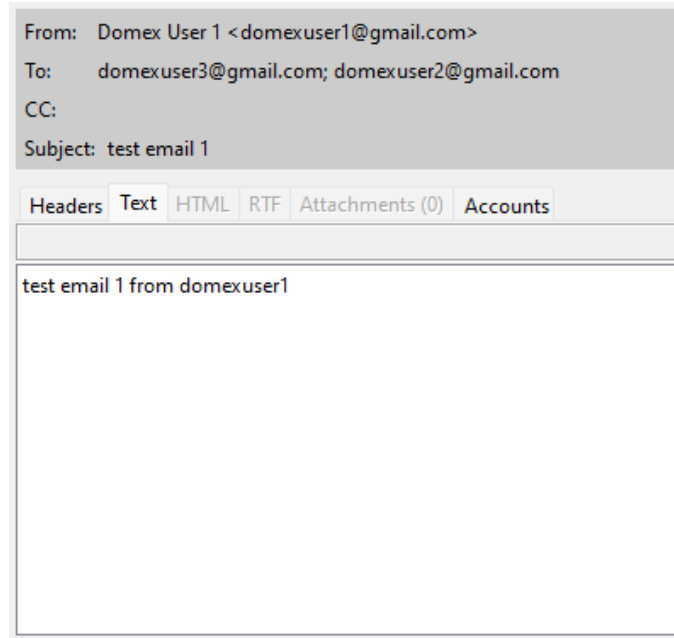 From: Domex User 1 <domexuser1@gmail.com>
To: domexuser3@gmail.com; domexuser2@gmail.com
CC:
Subject: test email 1
Headers Text HTML RTF Attachments (0) Accounts
test email 1 from domexuser1